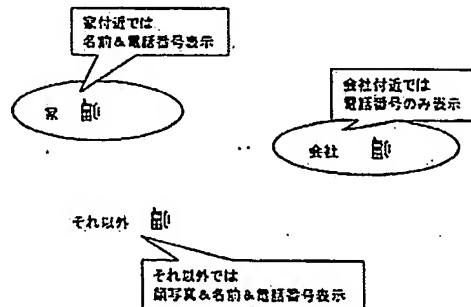 家付近では
名前&電話番号表示
家
会社付近では
電話番号のみ表示
会社
それ以外
それ以外では
顔写真&名前&電話番号表示